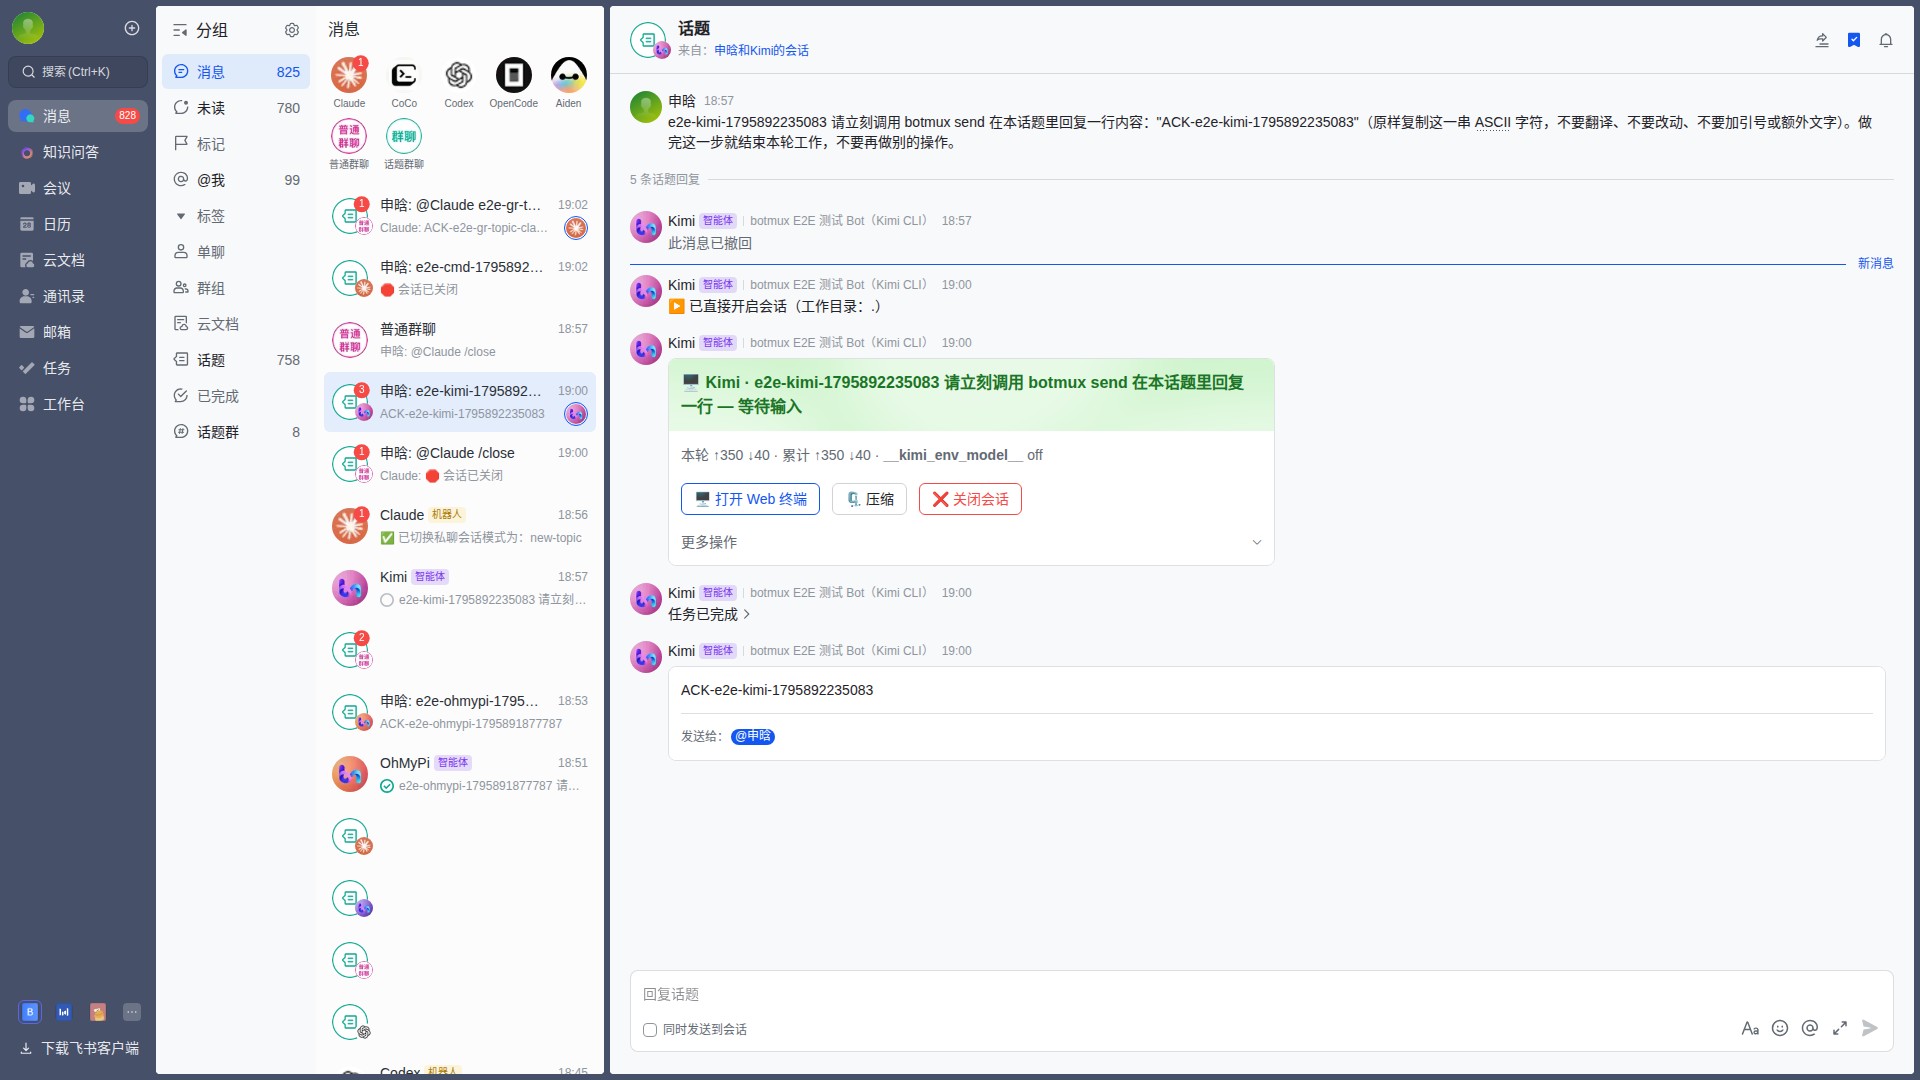 搜索 (Ctrl+K)
消息 828
知识问答
会议
日历
云文档
通讯录
邮箱
任务
工作台
下载飞书客户端
分组
消息 825
未读 780
标记
@我 99
标签
单聊
群组
云文档
话题 758
已完成
话题群 8
消息
1
Claude CoCo Codex OpenCode Aiden
普通群聊 群聊
普通群聊 话题群聊
1 申晗: @Claude e2e-gr-t… 19:02
Claude: ACK-e2e-gr-topic-cla…
申晗: e2e-cmd-1795892… 19:02
会话已关闭
普通群聊 普通群聊 18:57
申晗: @Claude /close
3 申晗: e2e-kimi-1795892… 19:00
ACK-e2e-kimi-1795892235083
1 申晗: @Claude /close 19:00
Claude: 会话已关闭
1 Claude 机器人 18:56
已切换私聊会话模式为：new-topic
Kimi 智能体 18:57
e2e-kimi-1795892235083 请立刻…
2
申晗: e2e-ohmypi-1795… 18:53
ACK-e2e-ohmypi-1795891877787
OhMyPi 智能体 18:51
e2e-ohmypi-1795891877787 请…
Codex 机器人 18:45
话题
来自：申晗和Kimi的会话
申晗 18:57
e2e-kimi-1795892235083 请立刻调用 botmux send 在本话题里回复一行内容："ACK-e2e-kimi-1795892235083"（原样复制这一串 ASCII 字符，不要翻译、不要改动、不要加引号或额外文字）。做
完这一步就结束本轮工作，不要再做别的操作。
5 条话题回复
Kimi 智能体 botmux E2E 测试 Bot（Kimi CLI） 18:57
此消息已撤回
新消息
Kimi 智能体 botmux E2E 测试 Bot（Kimi CLI） 19:00
已直接开启会话（工作目录：.）
Kimi 智能体 botmux E2E 测试 Bot（Kimi CLI） 19:00
Kimi · e2e-kimi-1795892235083 请立刻调用 botmux send 在本话题里回复
一行 — 等待输入
本轮 ↑350 ↓40 · 累计 ↑350 ↓40 · __kimi_env_model__ off
打开 Web 终端 压缩 关闭会话
更多操作
Kimi 智能体 botmux E2E 测试 Bot（Kimi CLI） 19:00
任务已完成
Kimi 智能体 botmux E2E 测试 Bot（Kimi CLI） 19:00
ACK-e2e-kimi-1795892235083
发送给：@申晗
回复话题
同时发送到会话